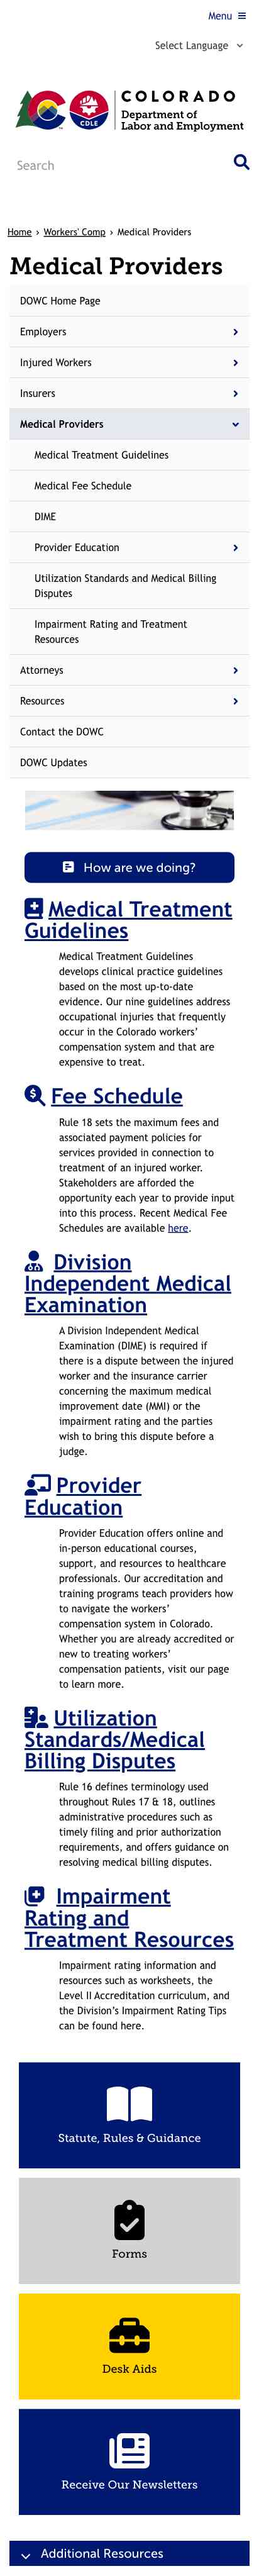 Menu
Select Language
COLORADO
Department of
Labor and Employment
CDLE
Search
Home › Workers' Comp › Medical Providers
Medical Providers
DOWC Home Page
Employers
Injured Workers
Insurers
Medical Providers
Medical Treatment Guidelines
Medical Fee Schedule
DIME
Provider Education
Utilization Standards and Medical Billing
Disputes
Impairment Rating and Treatment
Resources
Attorneys
Resources
Contact the DOWC
DOWC Updates
How are we doing?
Medical Treatment
Guidelines
Medical Treatment Guidelines
develops clinical practice guidelines
based on the most up-to-date
evidence. Our nine guidelines address
occupational injuries that frequently
occur in the Colorado workers’
compensation system and that are
expensive to treat.
Fee Schedule
Rule 18 sets the maximum fees and
associated payment policies for
services provided in connection to
treatment of an injured worker.
Stakeholders are afforded the
opportunity each year to provide input
into this process. Recent Medical Fee
Schedules are available here.
Division
Independent Medical
Examination
A Division Independent Medical
Examination (DIME) is required if
there is a dispute between the injured
worker and the insurance carrier
concerning the maximum medical
improvement date (MMI) or the
impairment rating and the parties
wish to bring this dispute before a
judge.
Provider
Education
Provider Education offers online and
in-person educational courses,
support, and resources to healthcare
professionals. Our accreditation and
training programs teach providers how
to navigate the workers’
compensation system in Colorado.
Whether you are already accredited or
new to treating workers’
compensation patients, visit our page
to learn more.
Utilization
Standards/Medical
Billing Disputes
Rule 16 defines terminology used
throughout Rules 17 & 18, outlines
administrative procedures such as
timely filing and prior authorization
requirements, and offers guidance on
resolving medical billing disputes.
Impairment
Rating and
Treatment Resources
Impairment rating information and
resources such as worksheets, the
Level II Accreditation curriculum, and
the Division’s Impairment Rating Tips
can be found here.
Statute, Rules & Guidance
Forms
Desk Aids
Receive Our Newsletters
Additional Resources